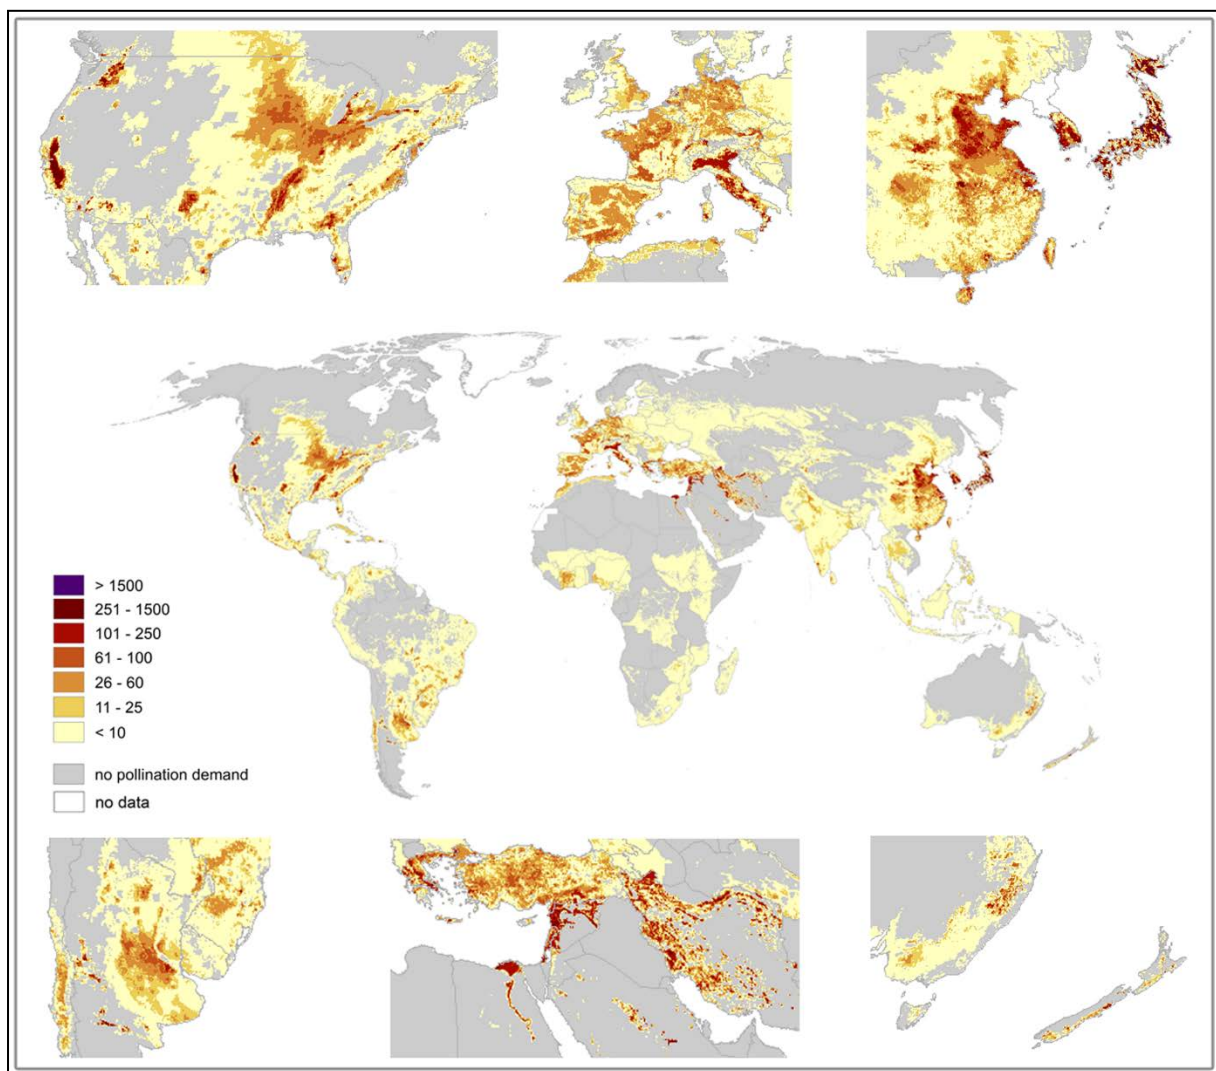 > 1500
251 - 1500
101 - 250
61 - 100
26 - 60
11 - 25
< 10
no pollination demand
no data